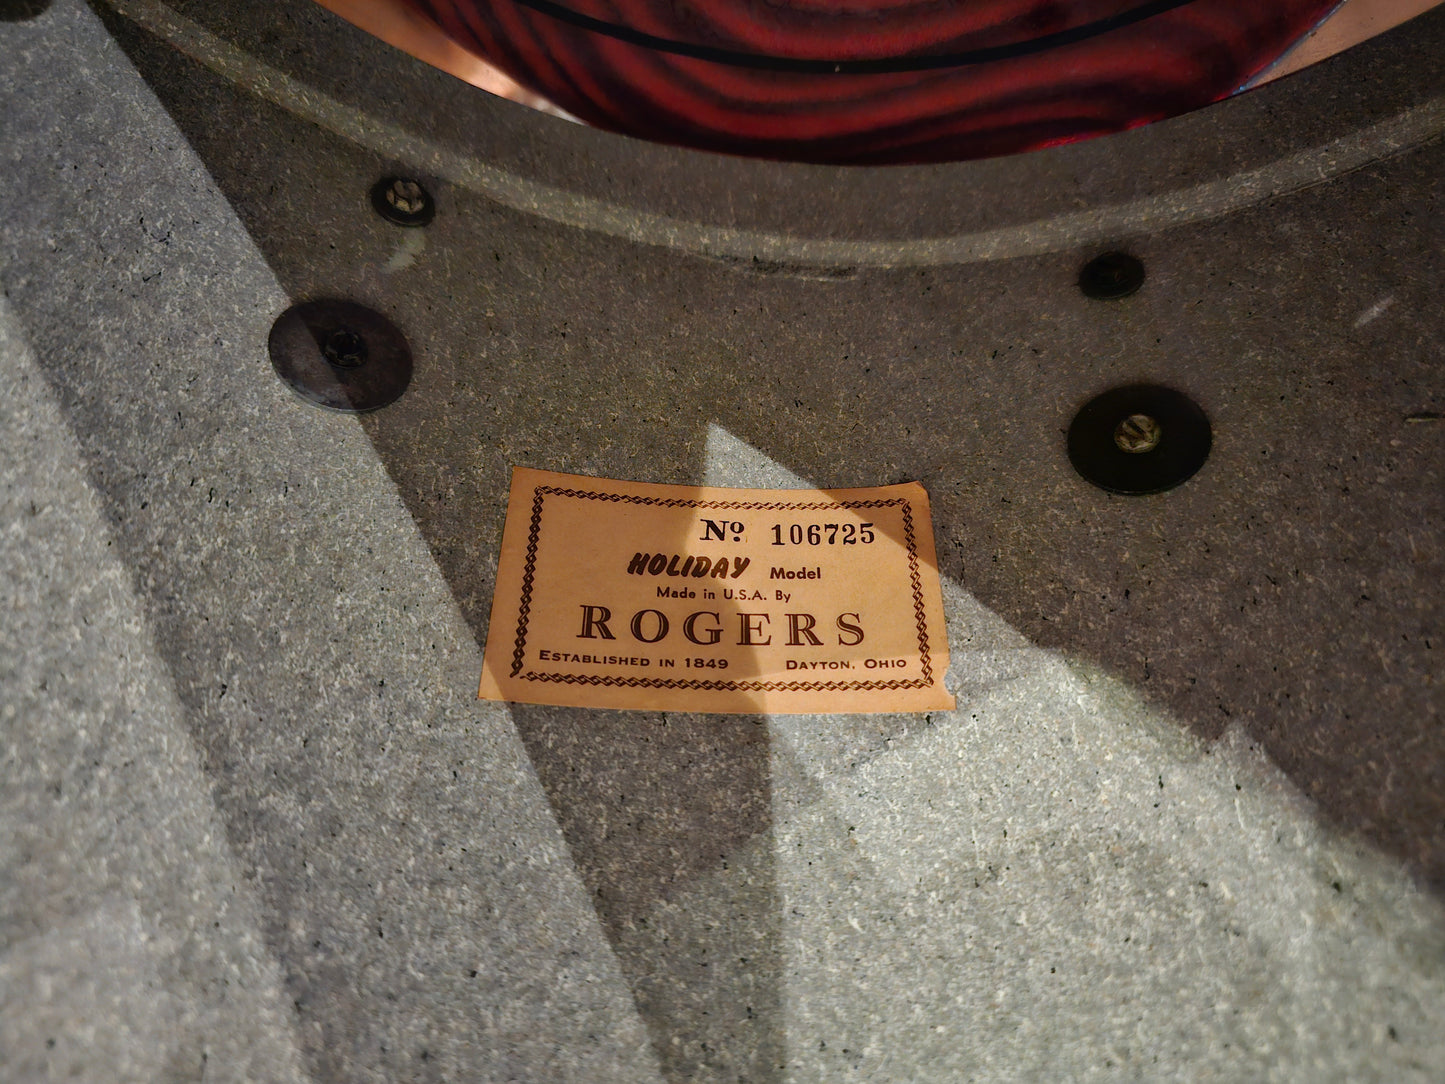 Nº 106725
HOLIDAY Model
Made in U.S.A. By
ROGERS
ESTABLISHED IN 1849 DAYTON, OHIO